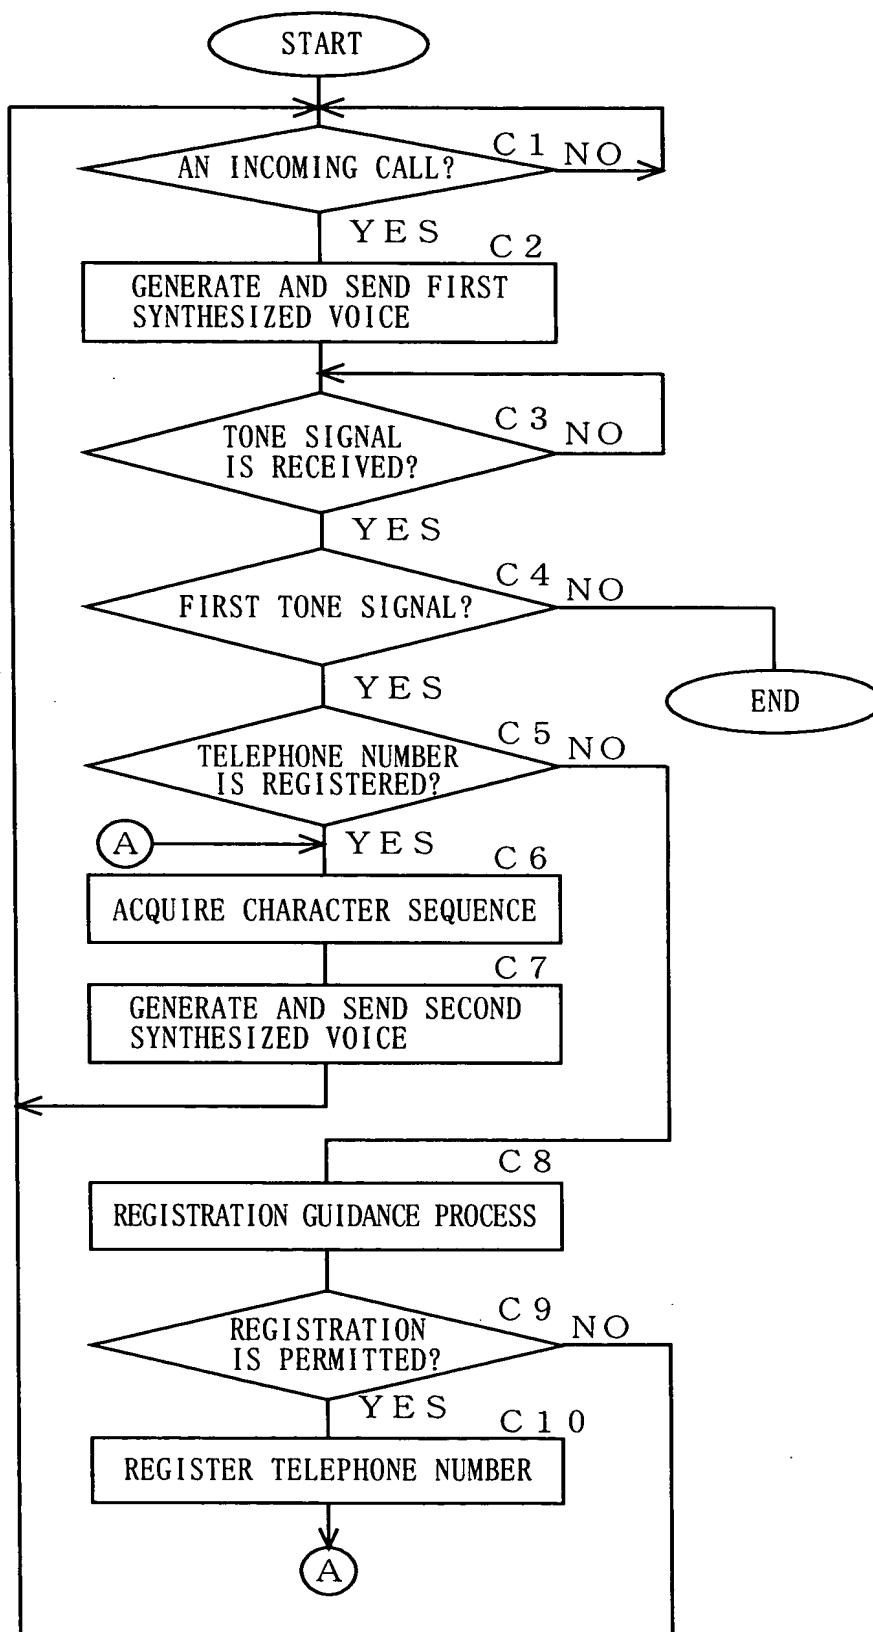 START
C1
AN INCOMING CALL?
NO
YES
C2
GENERATE AND SEND FIRST
SYNTHESIZED VOICE
C3
TONE SIGNAL
IS RECEIVED?
NO
YES
C4
FIRST TONE SIGNAL?
NO
YES
END
C5
TELEPHONE NUMBER
IS REGISTERED?
NO
A
YES
C6
ACQUIRE CHARACTER SEQUENCE
C7
GENERATE AND SEND SECOND
SYNTHESIZED VOICE
C8
REGISTRATION GUIDANCE PROCESS
C9
REGISTRATION
IS PERMITTED?
NO
YES
C10
REGISTER TELEPHONE NUMBER
A